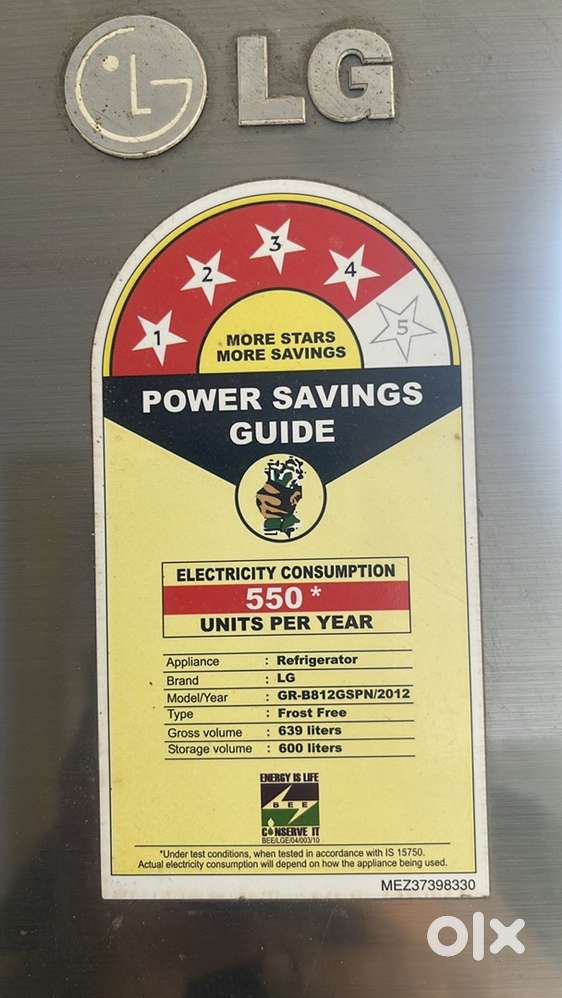 LG
1 2 3 4 5
MORE STARS
MORE SAVINGS
POWER SAVINGS
GUIDE
ELECTRICITY CONSUMPTION
550 *
UNITS PER YEAR
Appliance : Refrigerator
Brand : LG
Model/Year : GR-B812GSPN/2012
Type : Frost Free
Gross volume : 639 liters
Storage volume : 600 liters
ENERGY IS LIFE
BEE
CONSERVE IT
BEE/LGE/04/003/10
*Under test conditions, when tested in accordance with IS 15750.
Actual electricity consumption will depend on how the appliance being used.
MEZ37398330
olx